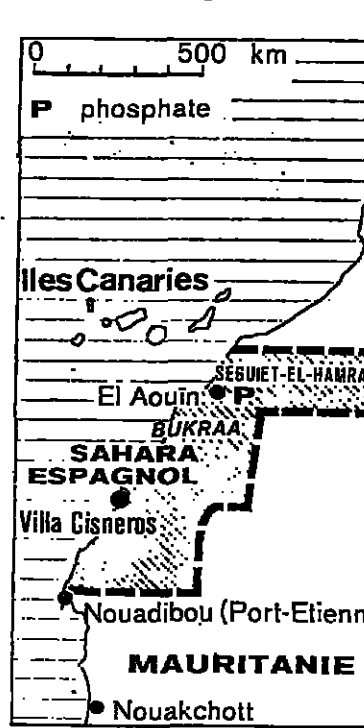 0 500 km
P phosphate
Iles Canaries
SEGUIET-EL-HAMRA
El Aouin P
BUKRAA
SAHARA
ESPAGNOL
Villa Cisneros
Nouadibou (Port-Etienn
MAURITANIE
Nouakchott